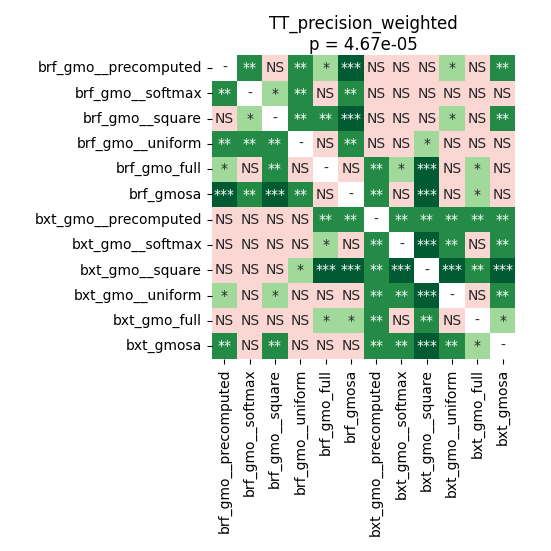 TT_precision_weighted
p = 4.67e-05
brf_gmo__precomputed - ** NS ** * *** NS NS NS * NS **
brf_gmo__softmax ** - * ** NS ** NS NS NS NS NS NS
brf_gmo__square NS * - ** ** *** NS NS NS * NS **
brf_gmo__uniform ** ** ** - NS ** NS NS * NS NS NS
brf_gmo_full * NS ** NS - NS ** * *** NS * NS
brf_gmosa *** ** *** ** NS - ** NS *** NS * NS
bxt_gmo__precomputed NS NS NS NS ** ** - ** ** ** ** **
bxt_gmo__softmax NS NS NS NS * NS ** - *** ** NS **
bxt_gmo__square NS NS NS * *** *** ** *** - *** ** ***
bxt_gmo__uniform * NS * NS NS NS ** ** *** - NS **
bxt_gmo_full NS NS NS NS * * ** NS ** NS - *
bxt_gmosa ** NS ** NS NS NS ** ** *** ** * -
brf_gmo__precomputed
brf_gmo__softmax
brf_gmo__square
brf_gmo__uniform
brf_gmo_full
brf_gmosa
bxt_gmo__precomputed
bxt_gmo__softmax
bxt_gmo__square
bxt_gmo__uniform
bxt_gmo_full
bxt_gmosa